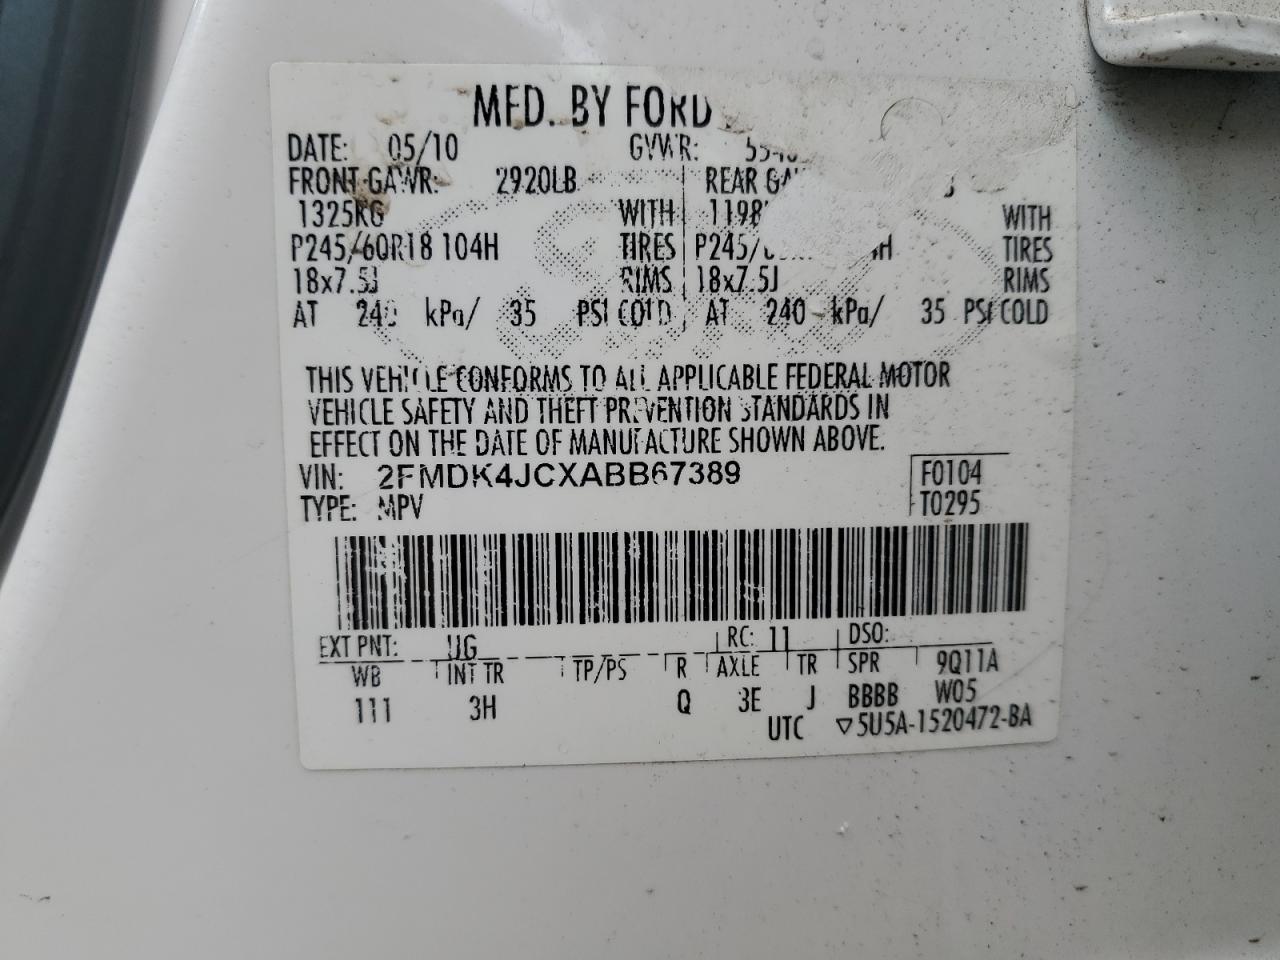 MFD. BY FORD
DATE: 05/10 GVWR:
FRONT GAWR: 2920LB REAR
1325KG WITH WITH
P245/60R18 104H TIRES TIRES
18x7.5J RIMS 18x7.5J RIMS
AT 240 kPa/ 35 PSI COLD AT 240 kPa/ 35 PSI COLD
THIS VEHICLE CONFORMS TO ALL APPLICABLE FEDERAL MOTOR
VEHICLE SAFETY AND THEFT PREVENTION STANDARDS IN
EFFECT ON THE DATE OF MANUFACTURE SHOWN ABOVE.
VIN: 2FMDK4JCXABB67389 F0104
TYPE: MPV T0295
EXT PNT: UG RC: 11 DSO:
WB INT TR TP/PS R AXLE TR SPR 9Q11A
111 3H Q 3E J BBBB W05
UTC ▽5U5A-1520472-BA